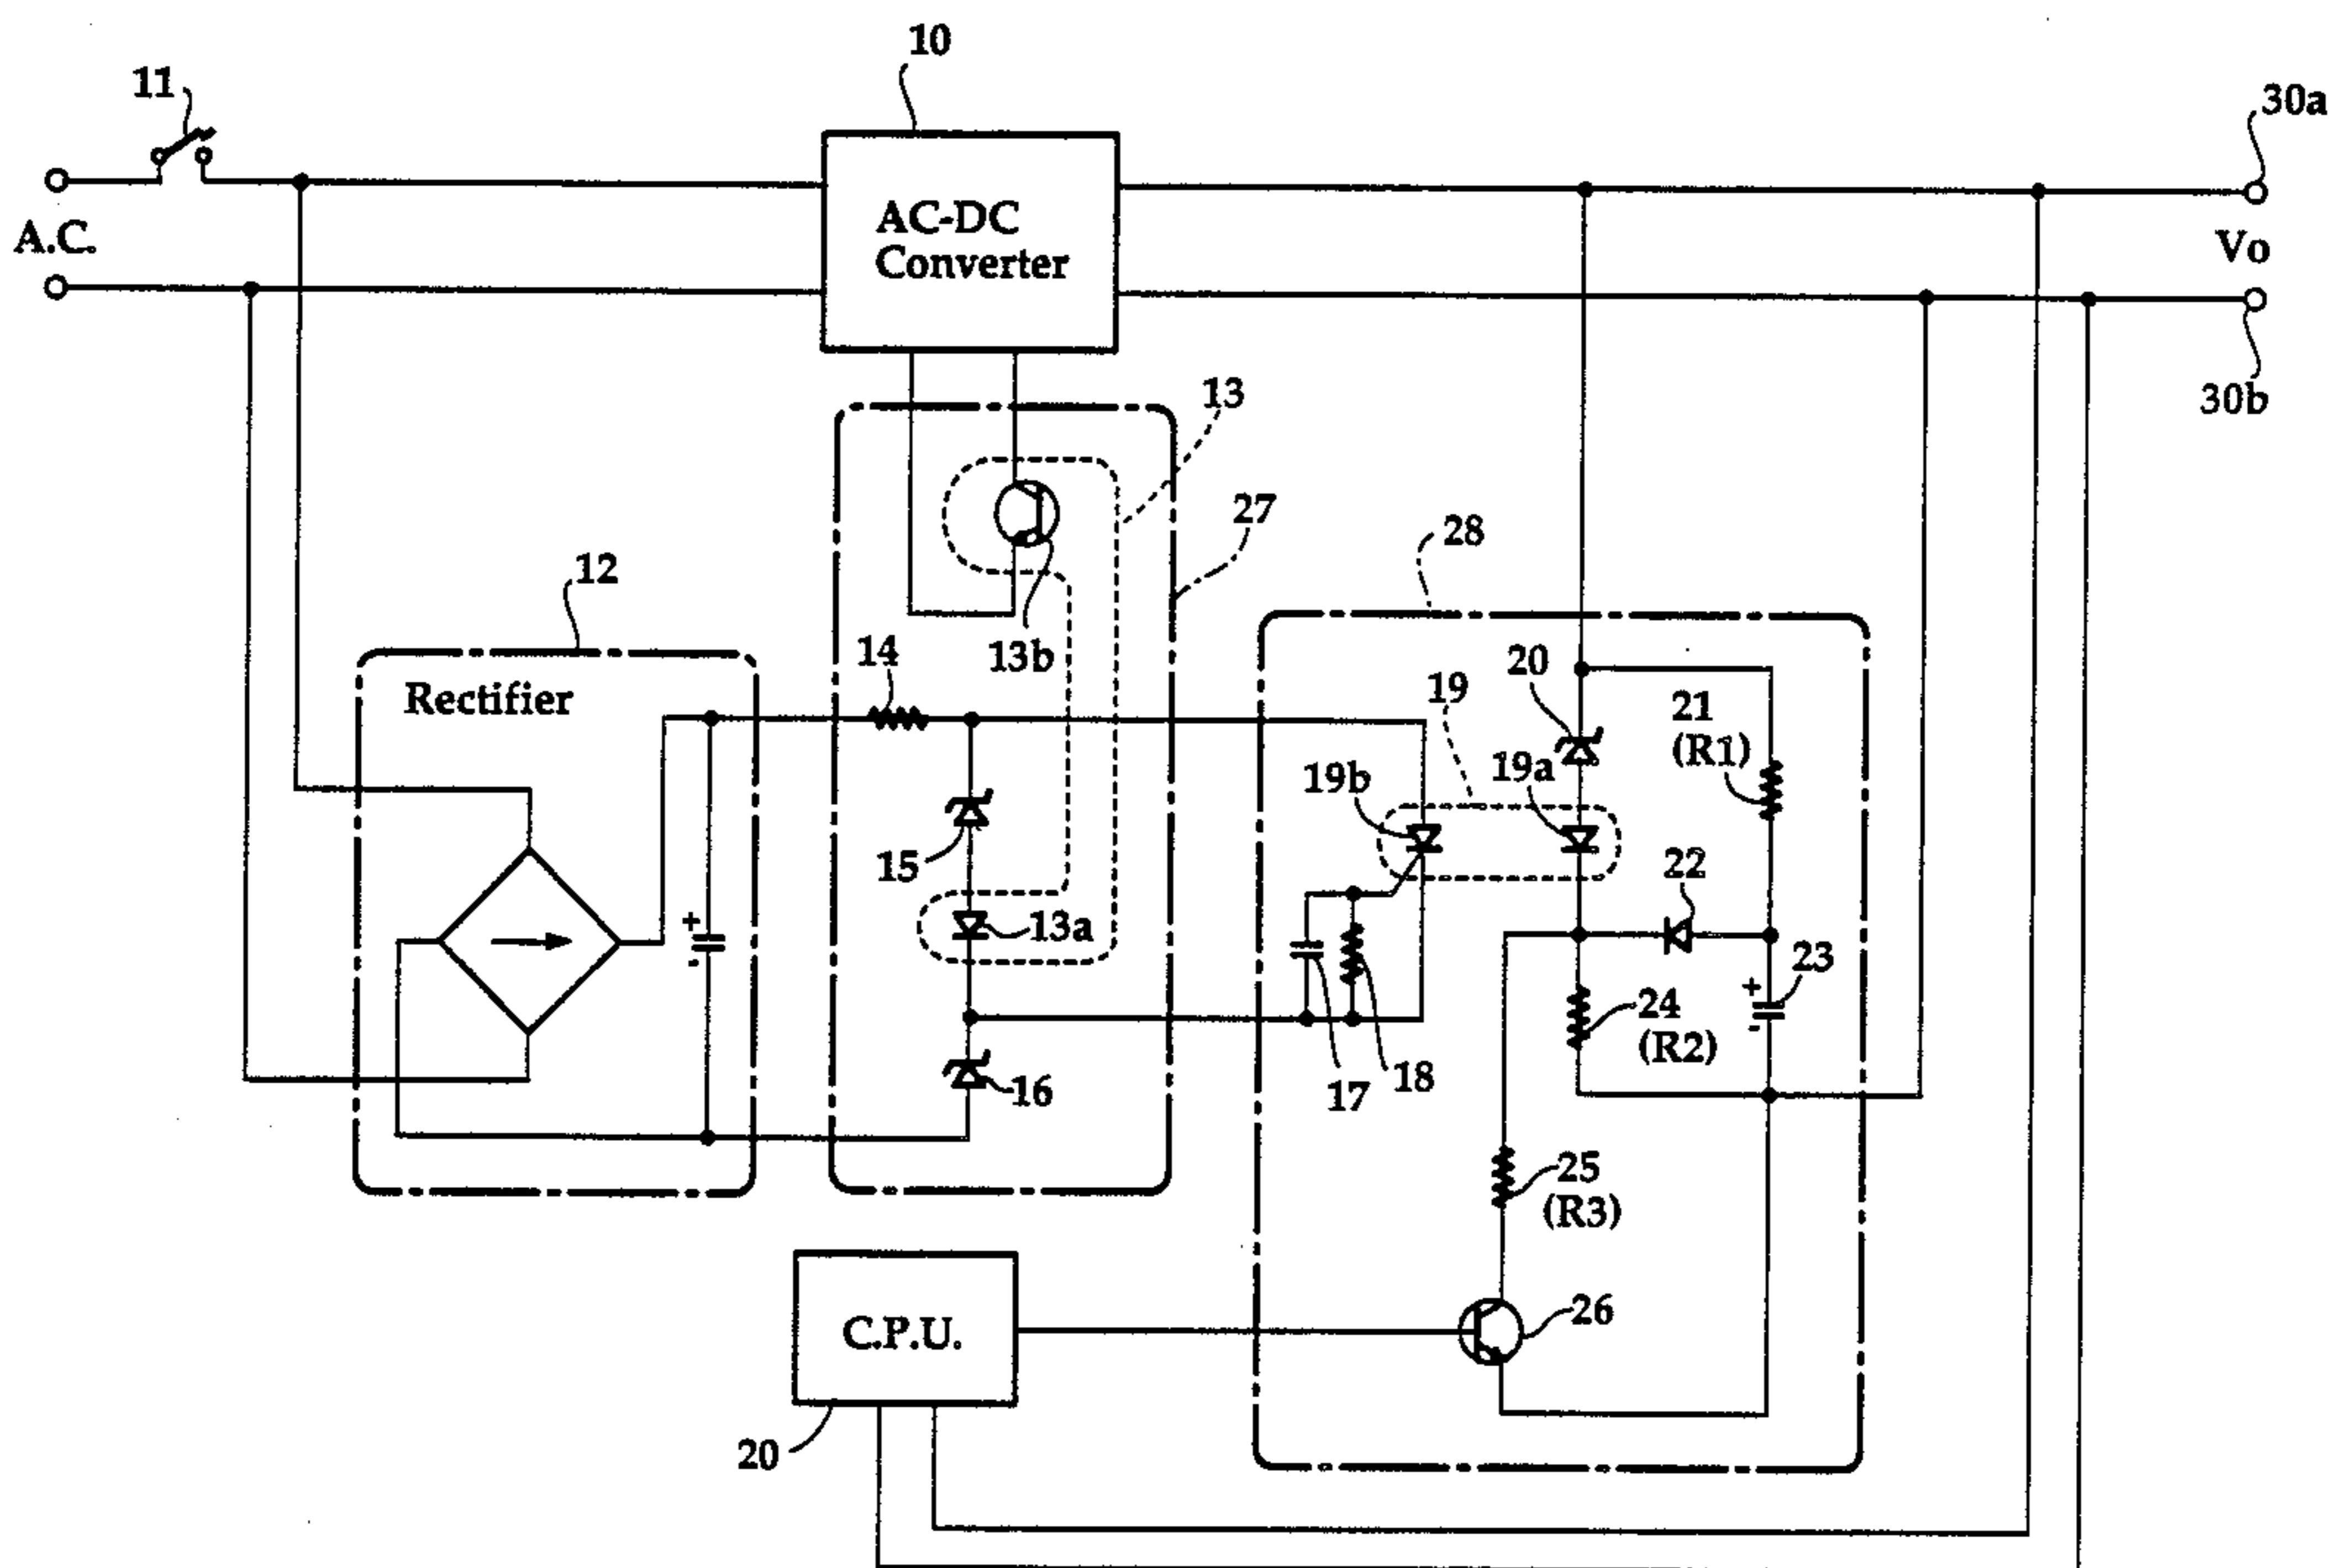 10
11
30a
A.C.
AC-DC
Converter
Vo
30b
13
27
28
12
13b
14
20
19
21
(R1)
Rectifier
19b
19a
15
22
13a
+
-
23
+
-
24
(R2)
16
17
18
25
(R3)
C.P.U.
26
20